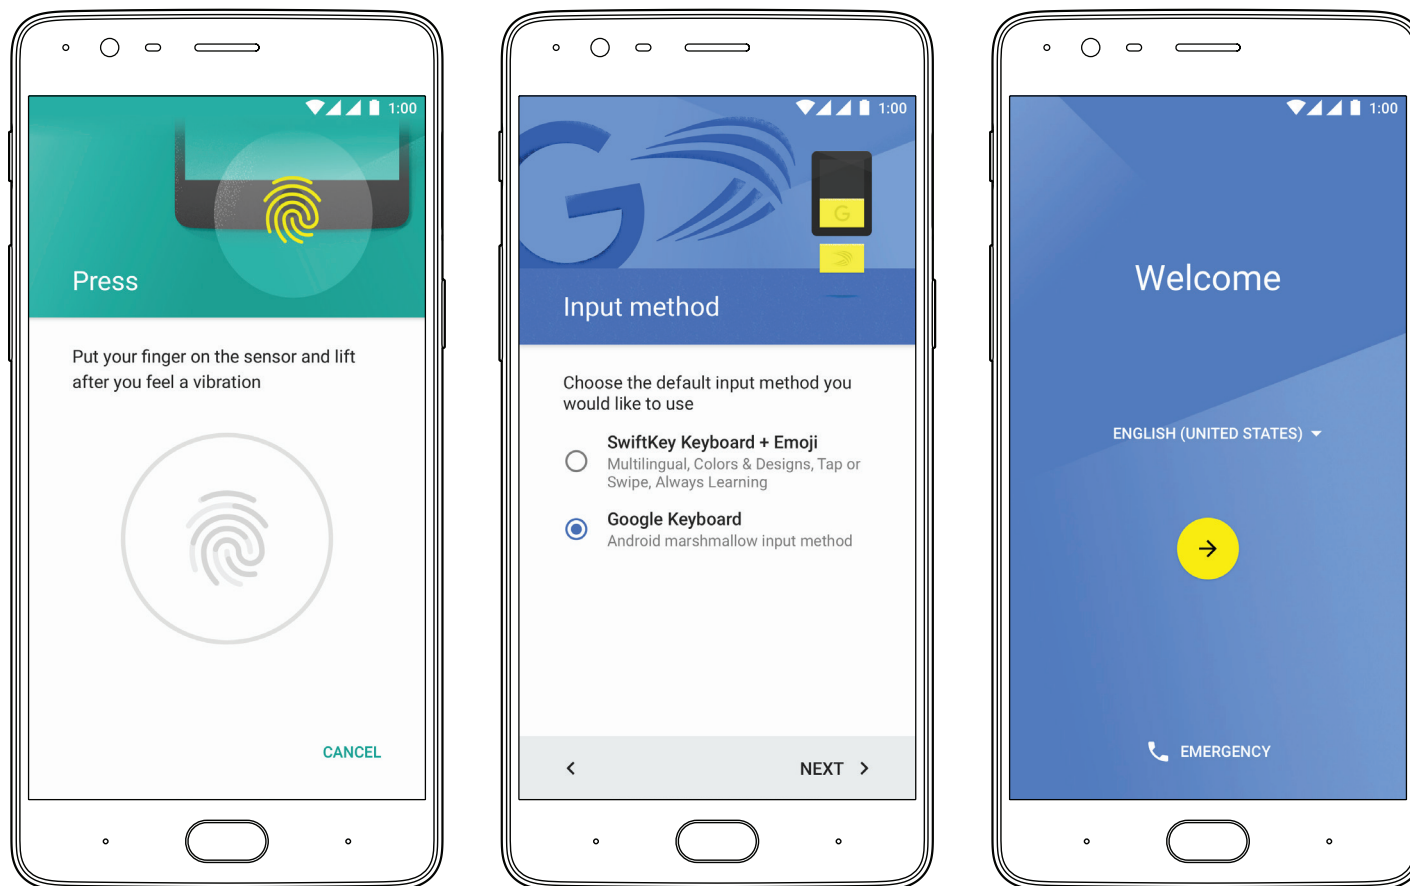 1:00
Press
Put your finger on the sensor and lift
after you feel a vibration
CANCEL
1:00
G
G
Input method
Choose the default input method you
would like to use
SwiftKey Keyboard + Emoji
Multilingual, Colors & Designs, Tap or
Swipe, Always Learning
Google Keyboard
Android marshmallow input method
NEXT
1:00
Welcome
ENGLISH (UNITED STATES)
EMERGENCY